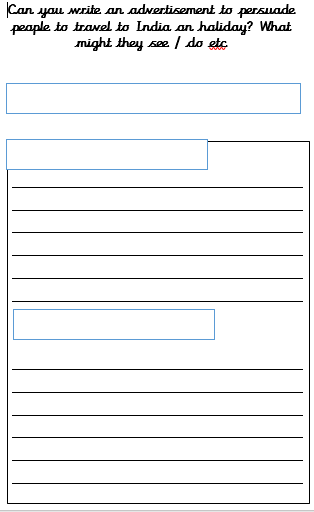 Can you write an advertisement to persuade
people to travel to India on holiday? What
might they see / do etc